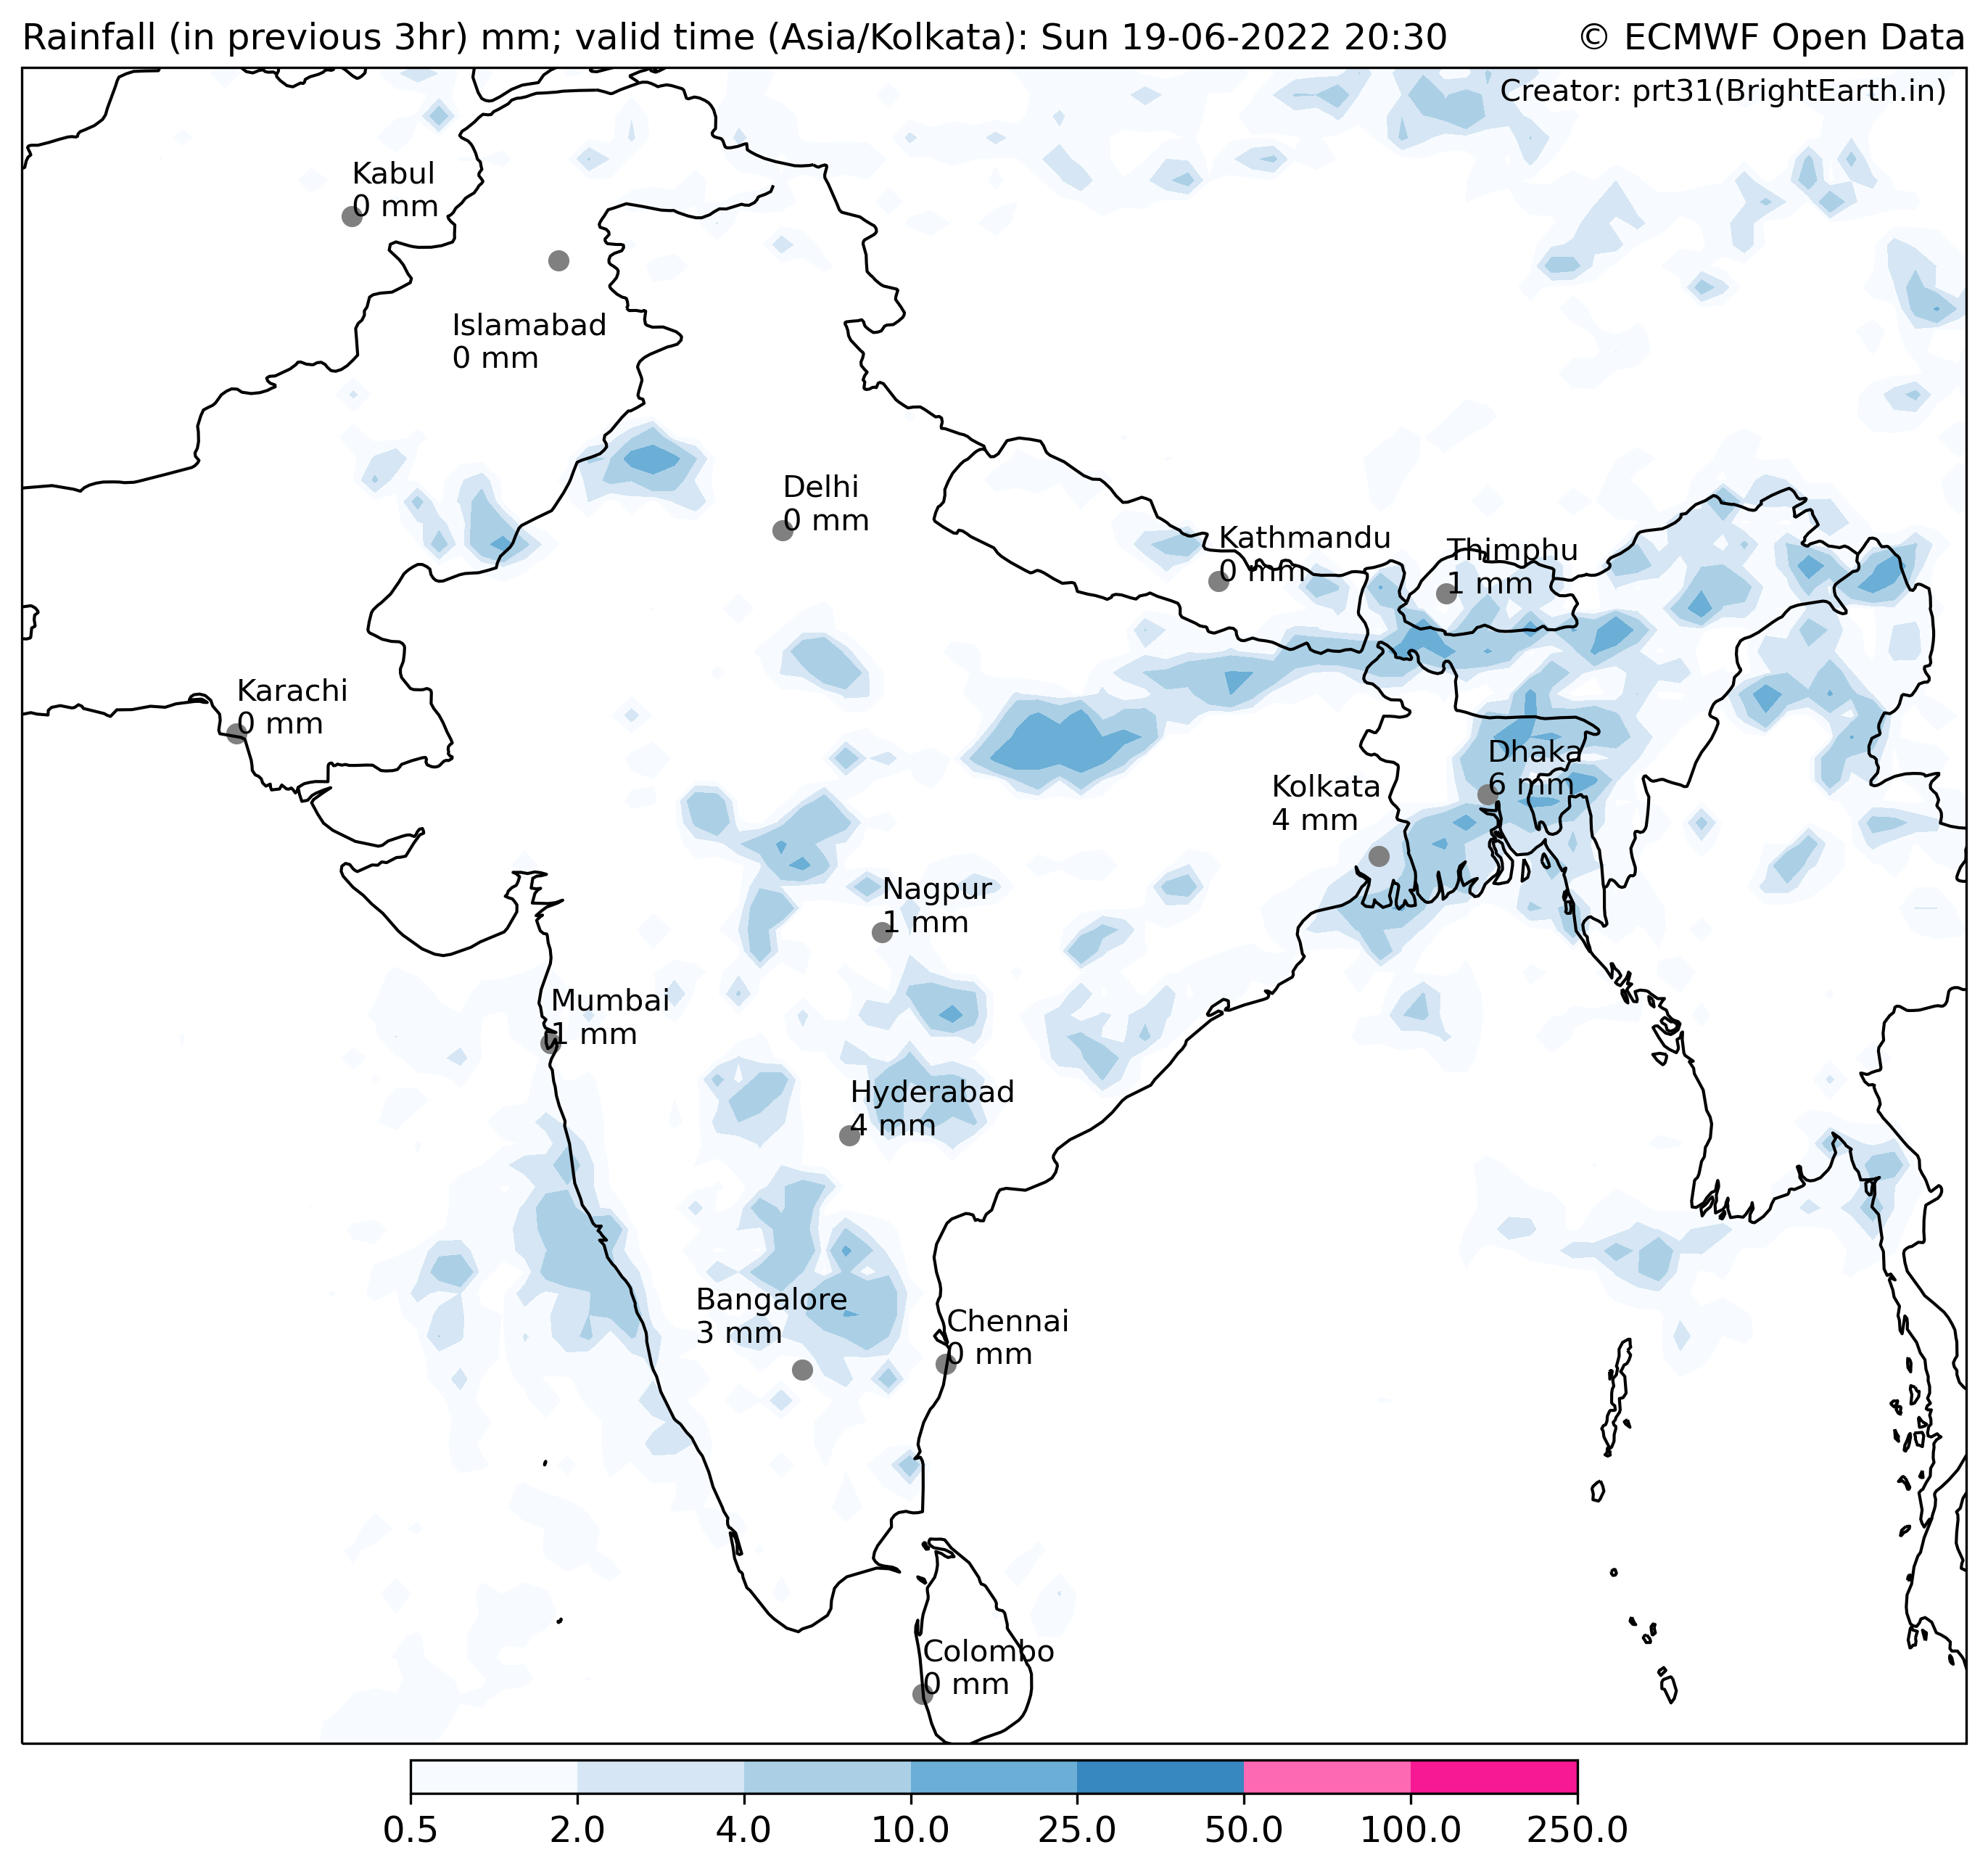 Rainfall (in previous 3hr) mm; valid time (Asia/Kolkata): Sun 19-06-2022 20:30
© ECMWF Open Data
Creator: prt31(BrightEarth.in)
Kabul
0 mm
Islamabad
0 mm
Delhi
0 mm
Kathmandu
0 mm
Thimphu
1 mm
Karachi
0 mm
Dhaka
6 mm
Kolkata
4 mm
Nagpur
1 mm
Mumbai
1 mm
Hyderabad
4 mm
Bangalore
3 mm
Chennai
0 mm
Colombo
0 mm
0.5 2.0 4.0 10.0 25.0 50.0 100.0 250.0